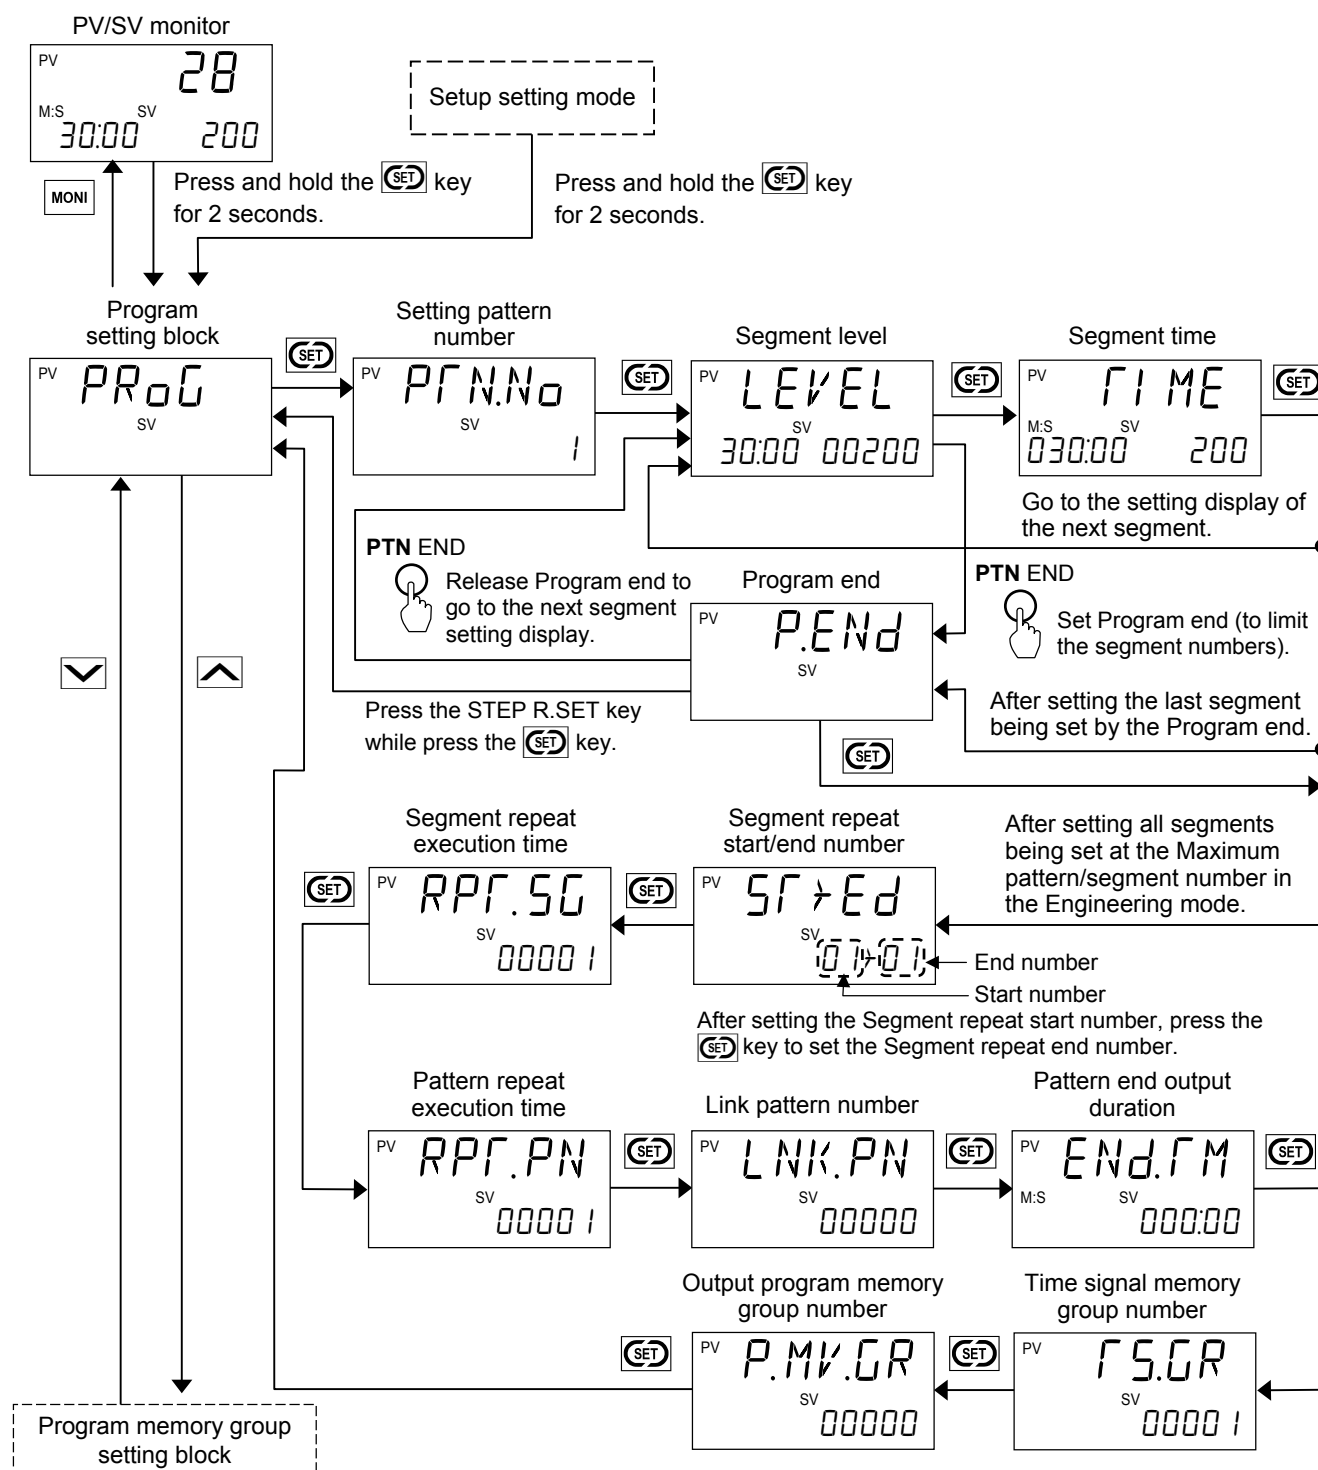 PV/SV monitor
PV
28
M:S
SV
30:00
200
Setup setting mode
MONI
Press and hold the SET key
for 2 seconds.
Press and hold the SET key
for 2 seconds.
Program
setting block
PV
PRoG
SV
SET
Setting pattern
number
PV
PTN.No
SV
1
SET
Segment level
PV
LEVEL
SV
30:00 00200
SET
Segment time
PV
TIME
M:S
SV
030:00
200
SET
Go to the setting display of
the next segment.
PTN END
Release Program end to
go to the next segment
setting display.
Program end
PV
P.ENd
SV
PTN END
Set Program end (to limit
the segment numbers).
Press the STEP R.SET key
while press the SET key.
SET
After setting the last segment
being set by the Program end.
Segment repeat
execution time
SET
PV
RPT.SG
SV
00001
SET
Segment repeat
start/end number
PV
ST Ed
SV
01 01
After setting all segments
being set at the Maximum
pattern/segment number in
the Engineering mode.
End number
Start number
After setting the Segment repeat start number, press the
SET key to set the Segment repeat end number.
Pattern repeat
execution time
PV
RPT.PN
SV
00001
SET
Link pattern number
PV
LNK.PN
SV
00000
SET
Pattern end output
duration
PV
ENd.TM
M:S
SV
000:00
SET
Output program memory
group number
SET
PV
P.MV.GR
SV
00000
SET
Time signal memory
group number
PV
TS.GR
SV
00001
Program memory group
setting block